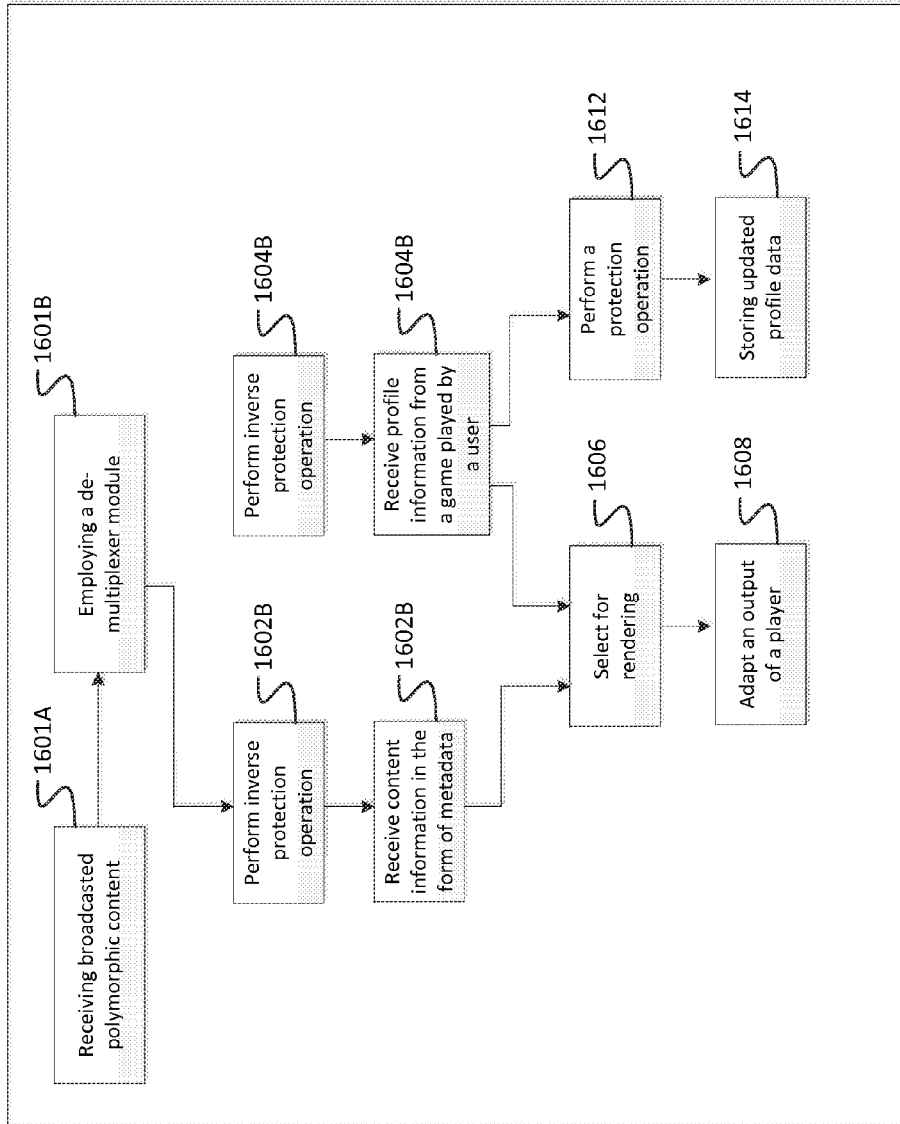 1601A
Receiving broadcasted
polymorphic content
1601B
Employing a de-
multiplexer module
1602B
Perform inverse
protection
operation
1604B
Perform inverse
protection
operation
1602B
Receive content
information in the
form of metadata
1604B
Receive profile
information from
a game played by
a user
1606
Select for
rendering
1612
Perform a
protection
operation
1608
Adapt an output
of a player
1614
Storing updated
profile data